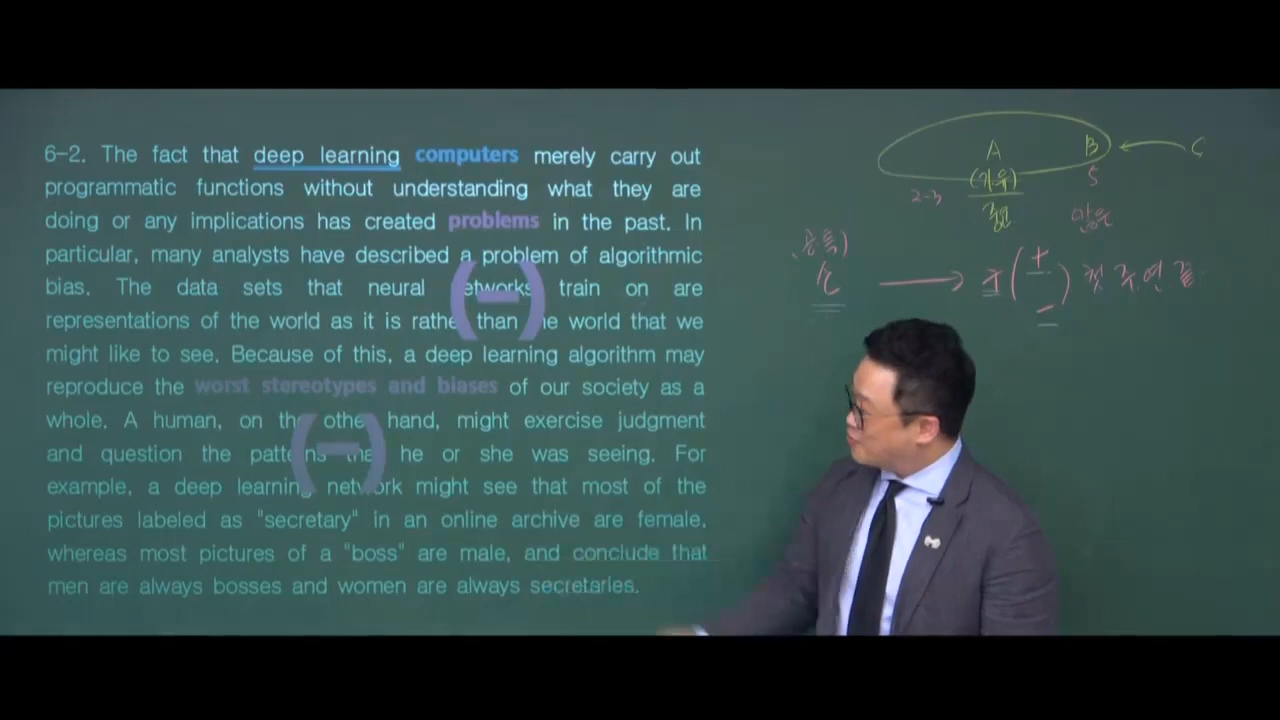 6-2. The fact that deep learning computers merely carry out
programmatic functions without understanding what they are
doing or any implications has created problems in the past. In
particular, many analysts have described a problem of algorithmic
bias. The data sets that neural networks train on are
representations of the world as it is rather than the world that we
might like to see. Because of this, a deep learning algorithm may
reproduce the worst stereotypes and biases of our society as a
whole. A human, on the other hand, might exercise judgment
and question the patterns that he or she was seeing. For
example, a deep learning network might see that most of the
pictures labeled as "secretary" in an online archive are female,
whereas most pictures of a "boss" are male, and conclude that
men are always bosses and women are always secretaries.
(-)
(-)
A B
2-3
5
많은